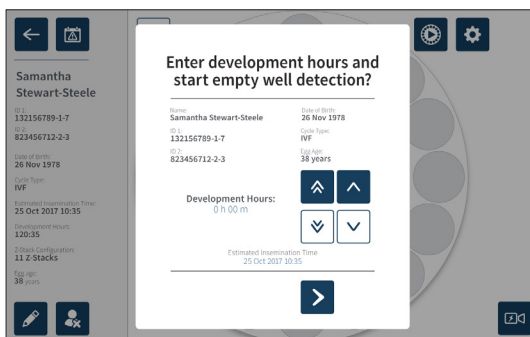 Samantha
Stewart-Steele
ID 1:
132156789-1-7
ID 2:
823456712-2-3
Date of Birth:
26 Nov 1978
Cycle Type:
IVF
Estimated Insemination Time:
25 Oct 2017 10:35
Development Hours:
120:35
Z-Stack Configuration:
11 Z-Stacks
Egg Age:
38 years
Enter development hours and
start empty well detection?
Name:
Samantha Stewart-Steele
Date of Birth:
26 Nov 1978
ID 1:
132156789-1-7
Cycle Type:
IVF
ID 2:
823456712-2-3
Egg Age:
38 years
Development Hours:
0 h 00 m
Estimated Insemination Time
25 Oct 2017 10:35